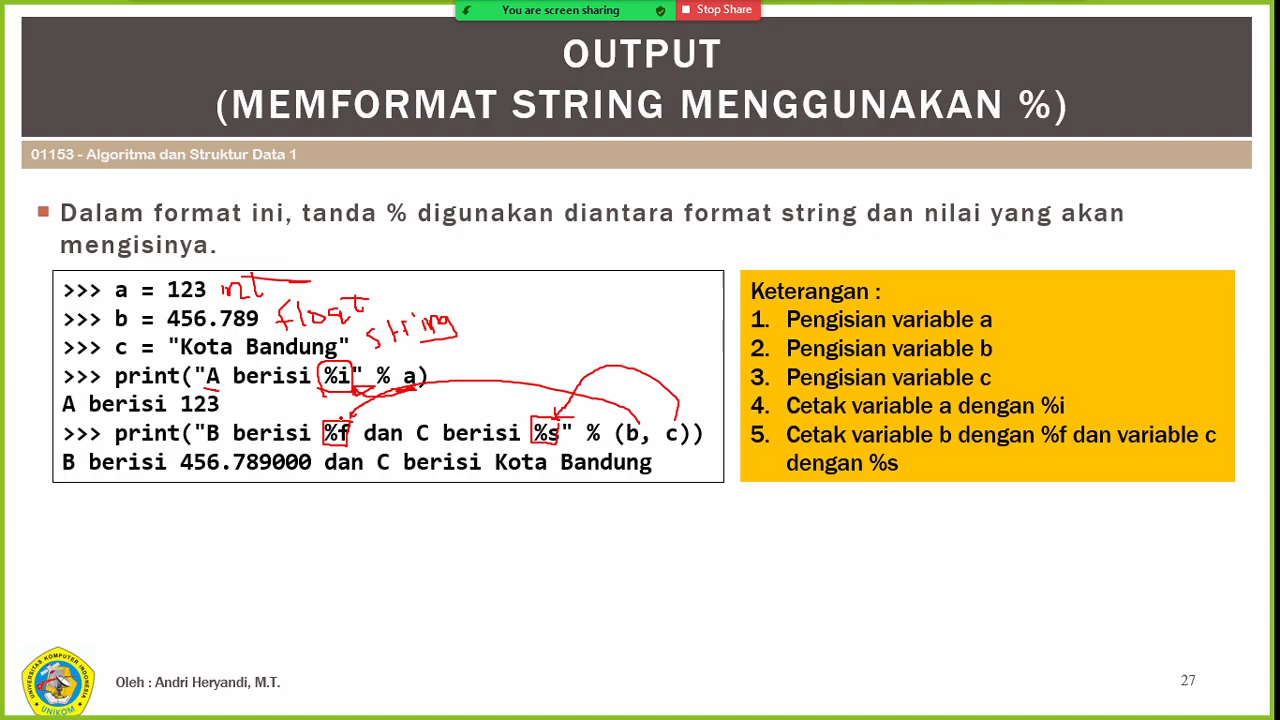 You are screen sharing
Stop Share
OUTPUT
(MEMFORMAT STRING MENGGUNAKAN %)
01153 - Algoritma dan Struktur Data 1
Dalam format ini, tanda % digunakan diantara format string dan nilai yang akan
mengisinya.
>>> a = 123 int
>>> b = 456.789 float
>>> c = "Kota Bandung" string
>>> print("A berisi %i" % a)
A berisi 123
>>> print("B berisi %f dan C berisi %s" % (b, c))
B berisi 456.789000 dan C berisi Kota Bandung
Keterangan :
1. Pengisian variable a
2. Pengisian variable b
3. Pengisian variable c
4. Cetak variable a dengan %i
5. Cetak variable b dengan %f dan variable c
dengan %s
UNIVERSITAS KOMPUTER INDONESIA
UNIKOM
Oleh : Andri Heryandi, M.T.
27